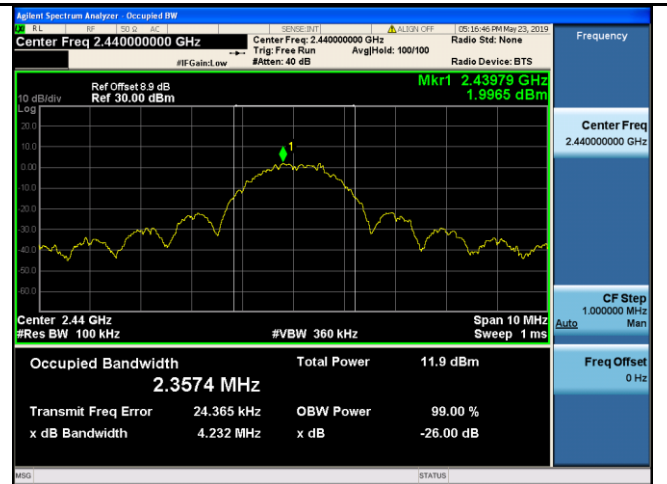 Agilent Spectrum Analyzer - Occupied BW
RL RF 50 Ω AC SENSE:INT ALIGN OFF 05:16:46 PM May 23, 2019
Center Freq 2.440000000 GHz Center Freq: 2.440000000 GHz Radio Std: None Frequency
Trig: Free Run Avg|Hold: 100/100
#IFGain:Low #Atten: 40 dB Radio Device: BTS
Ref Offset 8.9 dB Mkr1 2.43979 GHz
10 dB/div Ref 30.00 dBm 1.9965 dBm
Log
20.0
10.0
0.00
-10.0
-20.0
-30.0
-40.0
-50.0
-60.0
1
Center Freq
2.440000000 GHz
Center 2.44 GHz Span 10 MHz
#Res BW 100 kHz #VBW 360 kHz Sweep 1 ms
CF Step
1.000000 MHz
Auto Man
Occupied Bandwidth Total Power 11.9 dBm
2.3574 MHz
Transmit Freq Error 24.365 kHz OBW Power 99.00 %
x dB Bandwidth 4.232 MHz x dB -26.00 dB
Freq Offset
0 Hz
MSG STATUS